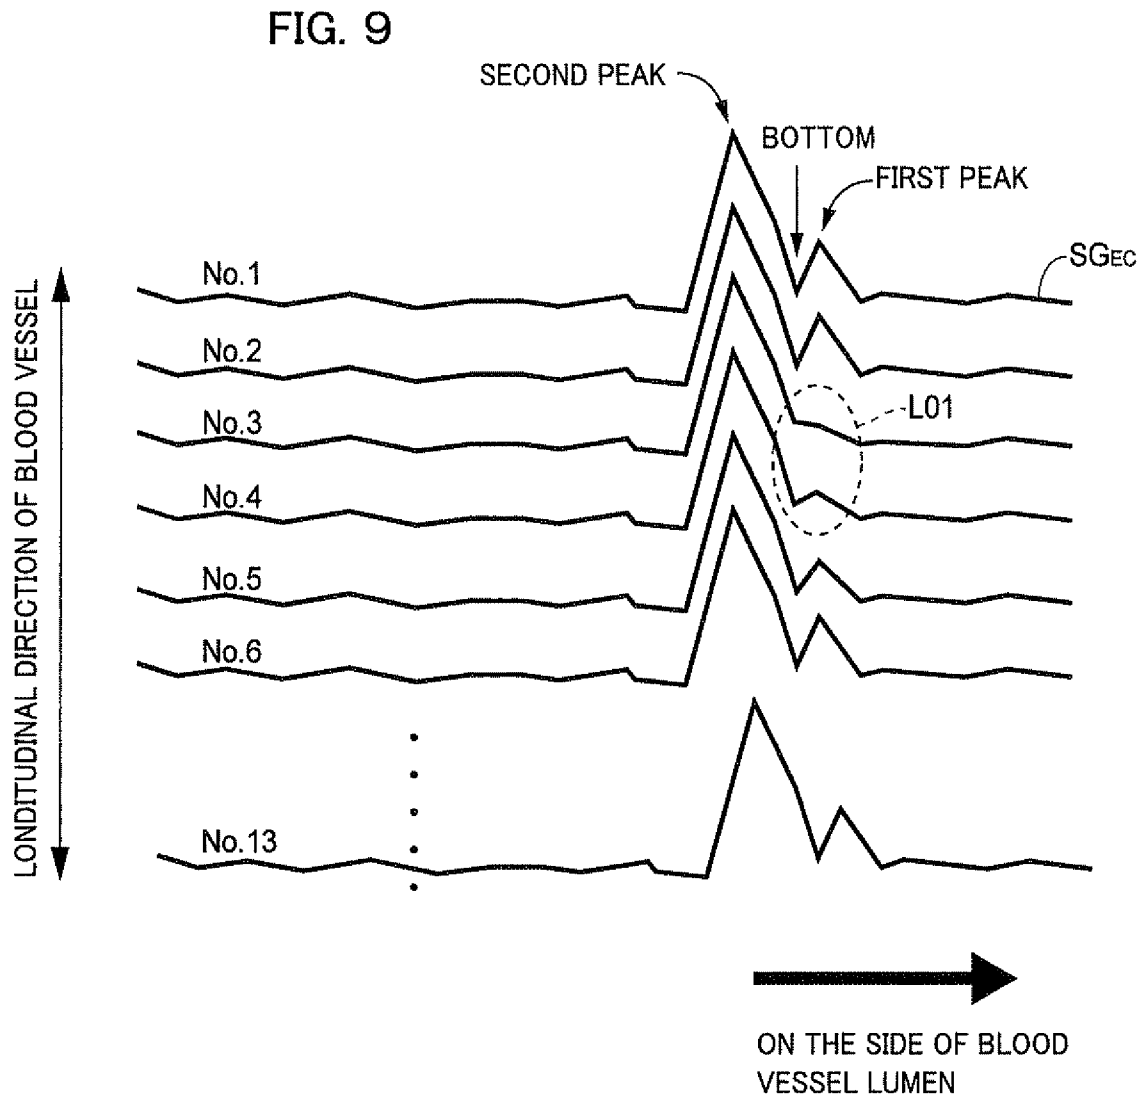 FIG. 9
SECOND PEAK
BOTTOM
FIRST PEAK
SGEC
No.1
No.2
No.3
L01
No.4
No.5
No.6
No.13
LONDITUDINAL DIRECTION OF BLOOD VESSEL
ON THE SIDE OF BLOOD
VESSEL LUMEN